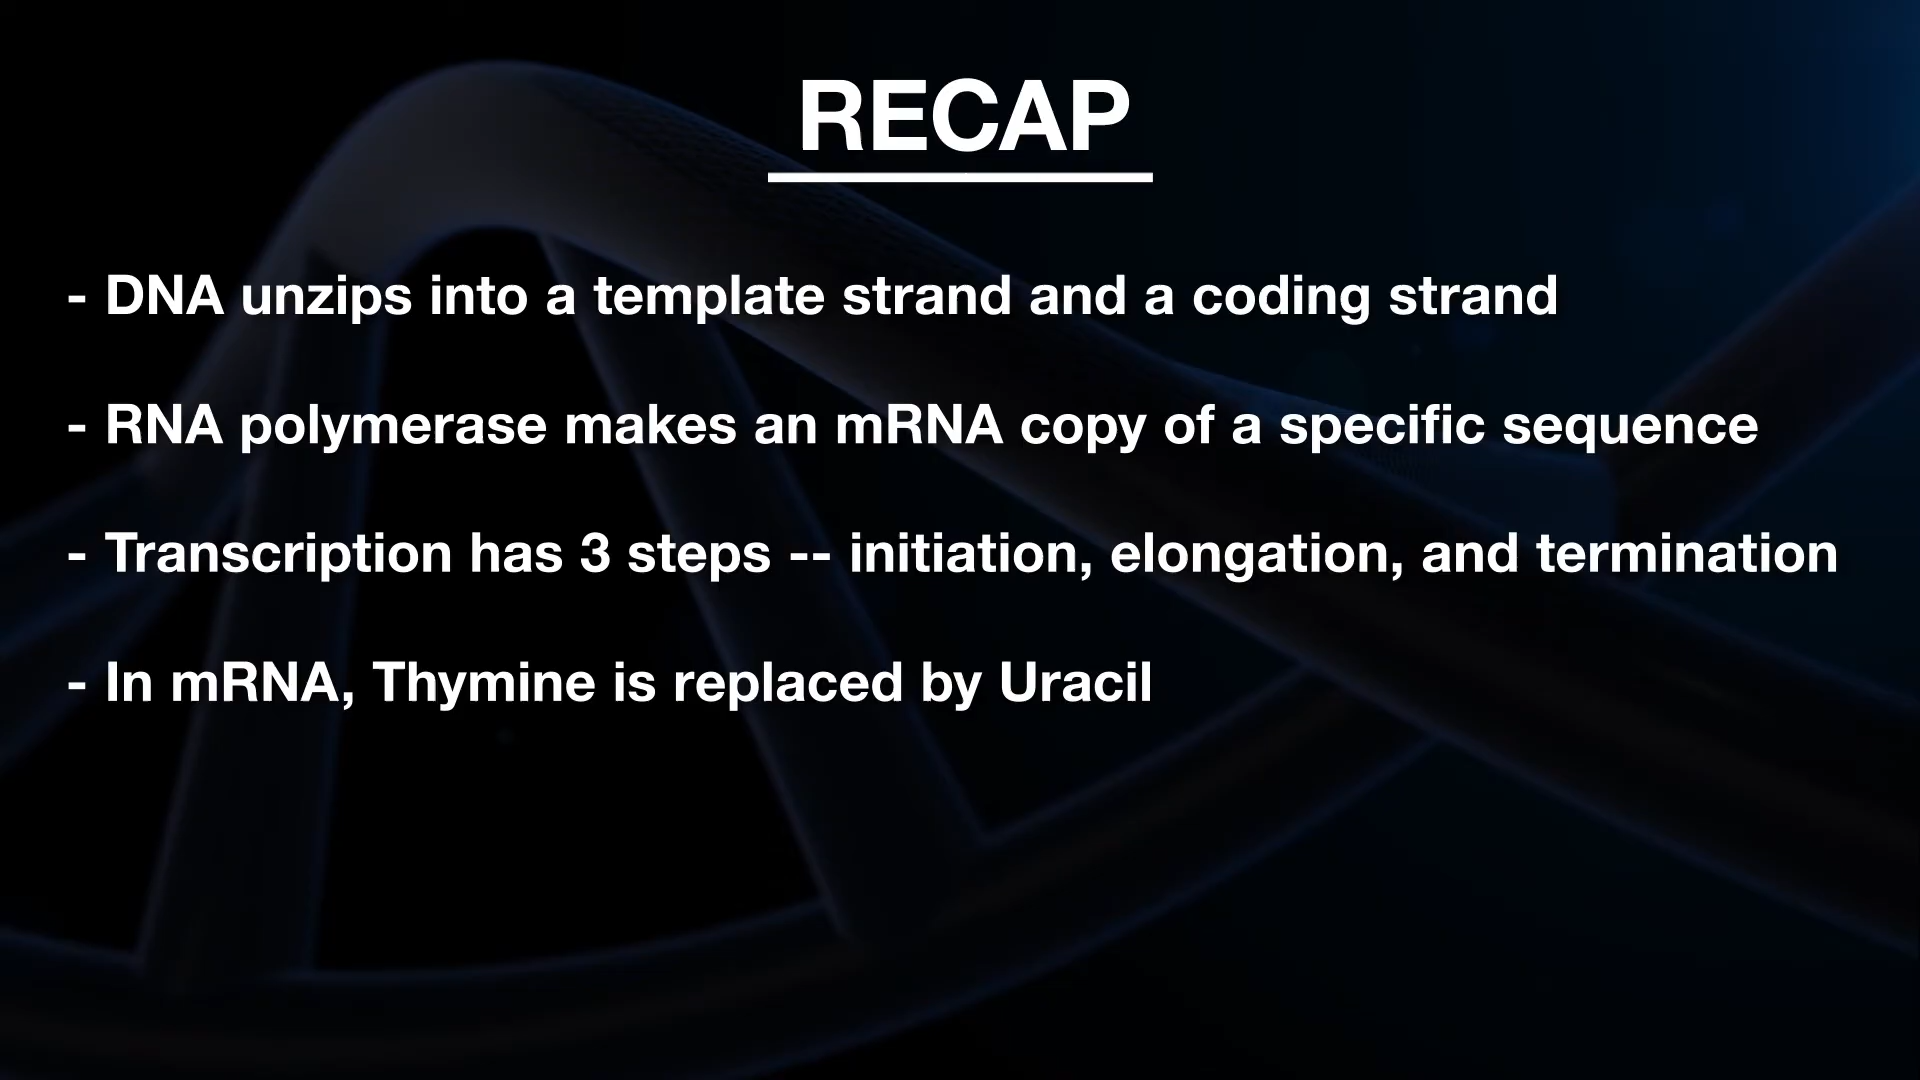 RECAP
- DNA unzips into a template strand and a coding strand
- RNA polymerase makes an mRNA copy of a specific sequence
- Transcription has 3 steps -- initiation, elongation, and termination
- In mRNA, Thymine is replaced by Uracil